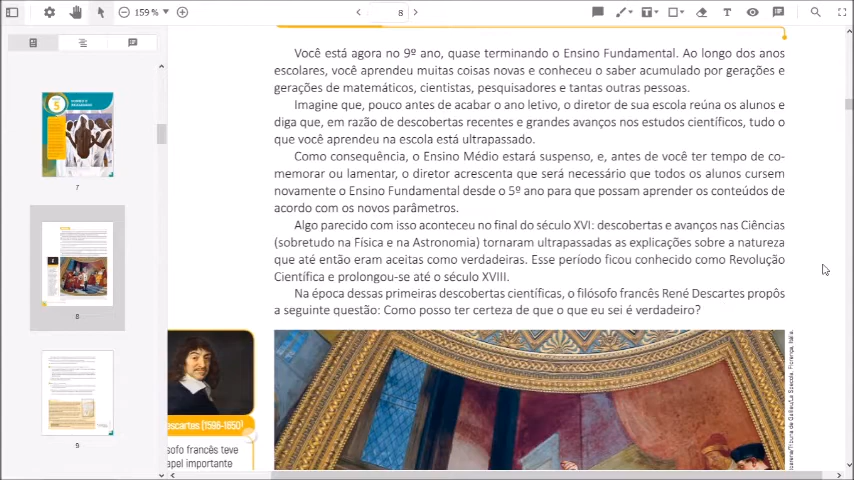 159 %
8
Você está agora no 9º ano, quase terminando o Ensino Fundamental. Ao longo dos anos
escolares, você aprendeu muitas coisas novas e conheceu o saber acumulado por gerações e
gerações de matemáticos, cientistas, pesquisadores e tantas outras pessoas.
Imagine que, pouco antes de acabar o ano letivo, o diretor de sua escola reúna os alunos e
diga que, em razão de descobertas recentes e grandes avanços nos estudos científicos, tudo o
que você aprendeu na escola está ultrapassado.
Como consequência, o Ensino Médio estará suspenso, e, antes de você ter tempo de co-
memorar ou lamentar, o diretor acrescenta que será necessário que todos os alunos cursem
novamente o Ensino Fundamental desde o 5º ano para que possam aprender os conteúdos de
acordo com os novos parâmetros.
Algo parecido com isso aconteceu no final do século XVI: descobertas e avanços nas Ciências
(sobretudo na Física e na Astronomia) tornaram ultrapassadas as explicações sobre a natureza
que até então eram aceitas como verdadeiras. Esse período ficou conhecido como Revolução
Científica e prolongou-se até o século XVIII.
Na época dessas primeiras descobertas científicas, o filósofo francês René Descartes propôs
a seguinte questão: Como posso ter certeza de que o que eu sei é verdadeiro?
escartes (1596-1650)
sofo francês teve
apel importante
5
7
8
9